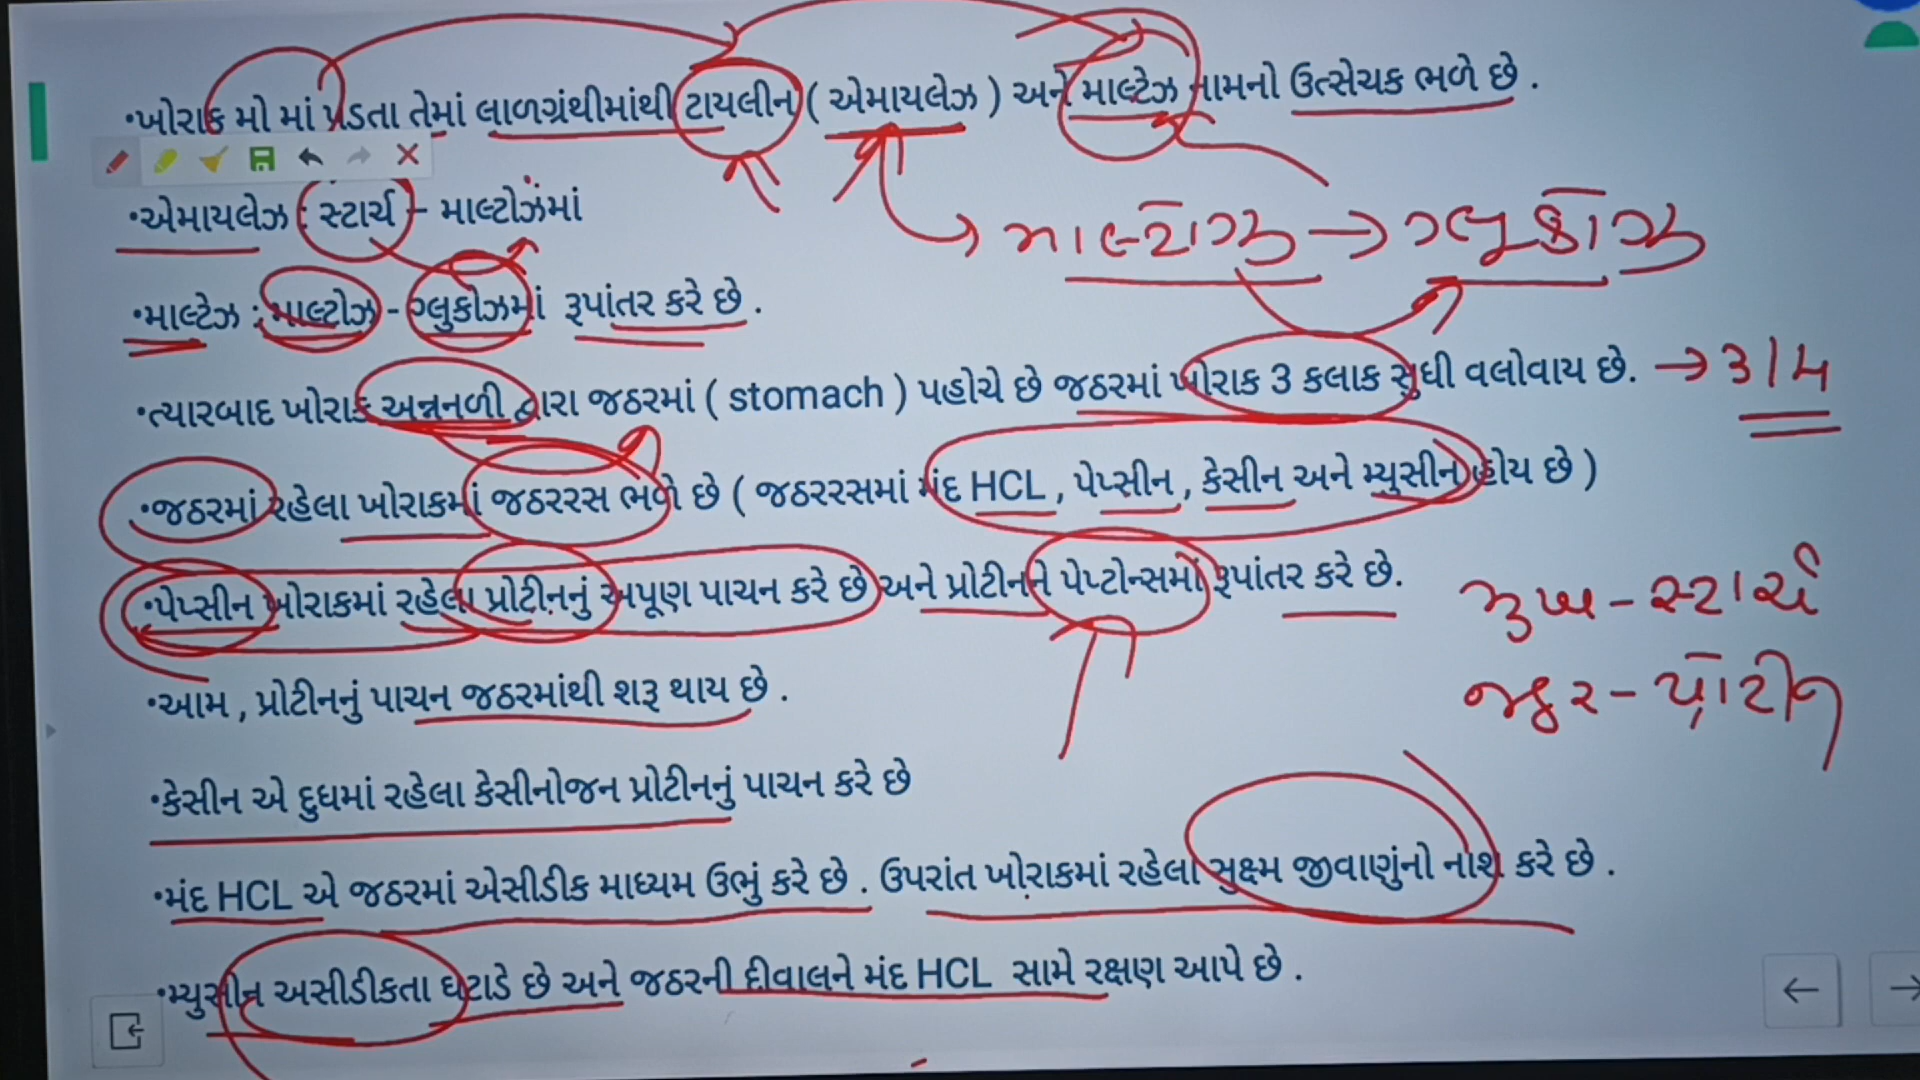 •ખોરાક મો માં પડતા તેમાં લાળગ્રંથીમાંથી ટાયલીન ( એમાયલેઝ ) અને માલ્ટેઝ નામનો ઉત્સેચક ભળે છે .
•એમાયલેઝ : સ્ટાર્ચ – માલ્ટોઝંમાં
માલ્ટોઝ → ગ્લુકોઝ
•માલ્ટેઝ : માલ્ટોઝ - ગ્લુકોઝમાં રૂપાંતર કરે છે .
•ત્યારબાદ ખોરાક અન્નનળી દ્વારા જઠરમાં ( stomach ) પહોચે છે જઠરમાં ખોરાક 3 કલાક સુધી વલોવાય છે. → ૩/૫
•જઠરમાં રહેલા ખોરાકમાં જઠરરસ ભળે છે ( જઠરરસમાં મંદ HCL , પેપ્સીન , કેસીન અને મ્યુસીન હોય છે )
•પેપ્સીન ખોરાકમાં રહેલા પ્રોટીનનું અપૂણ પાચન કરે છે અને પ્રોટીનને પેપ્ટોન્સમાં રૂપાંતર કરે છે.
મુખ – સ્ટાર્ચ
જઠર – પ્રોટીન
•આમ , પ્રોટીનનું પાચન જઠરમાંથી શરૂ થાય છે .
•કેસીન એ દુધમાં રહેલા કેસીનોજન પ્રોટીનનું પાચન કરે છે
•મંદ HCL એ જઠરમાં એસીડીક માધ્યમ ઉભું કરે છે . ઉપરાંત ખોરાકમાં રહેલા સુક્ષ્મ જીવાણુંનો નાશ કરે છે .
•મ્યુસીન અસીડીકતા ઘટાડે છે અને જઠરની દીવાલને મંદ HCL સામે રક્ષણ આપે છે .